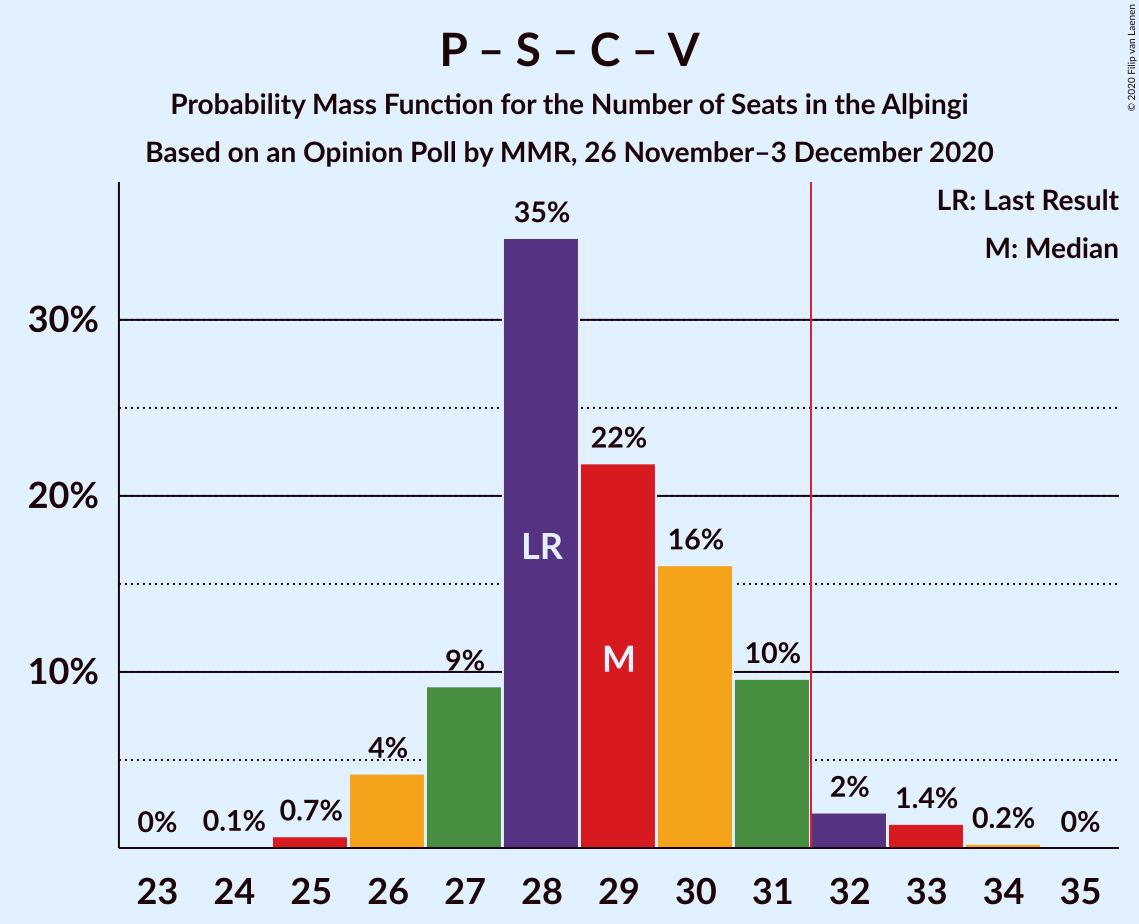 P – S – C – V
Probability Mass Function for the Number of Seats in the Alþingi
Based on an Opinion Poll by MMR, 26 November–3 December 2020
© 2020 Filip van Laenen
LR: Last Result
M: Median
30%
20%
10%
0%
0.1%
0.7%
4%
9%
35%
22%
16%
10%
2%
1.4%
0.2%
0%
LR
M
23 24 25 26 27 28 29 30 31 32 33 34 35